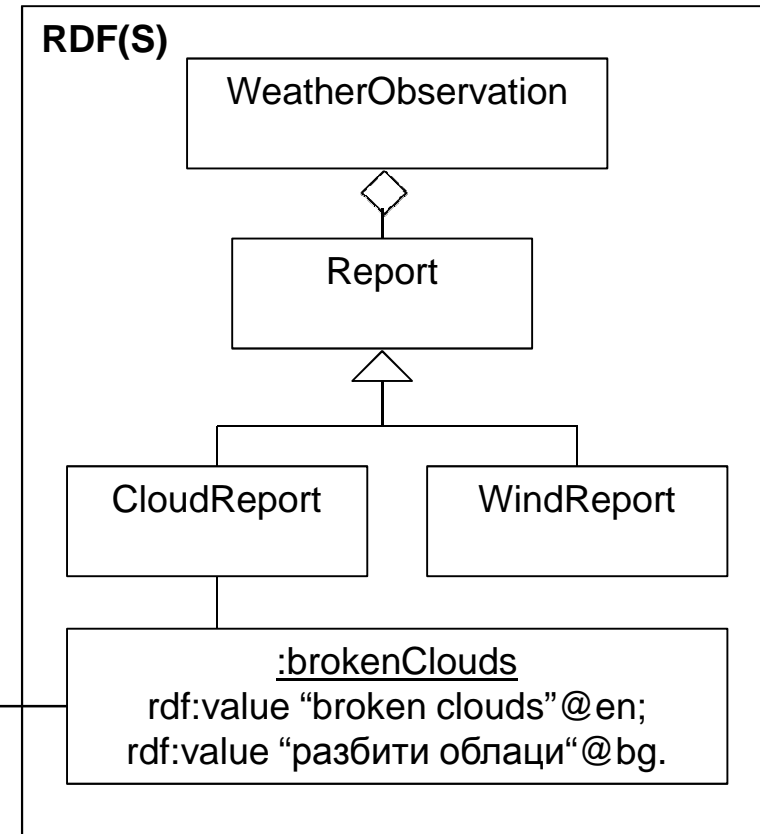 RDF(S)
WeatherObservation
Report
CloudReport
WindReport
:brokenClouds
rdf:value “broken clouds”@en;
rdf:value “разбити облаци“@bg.